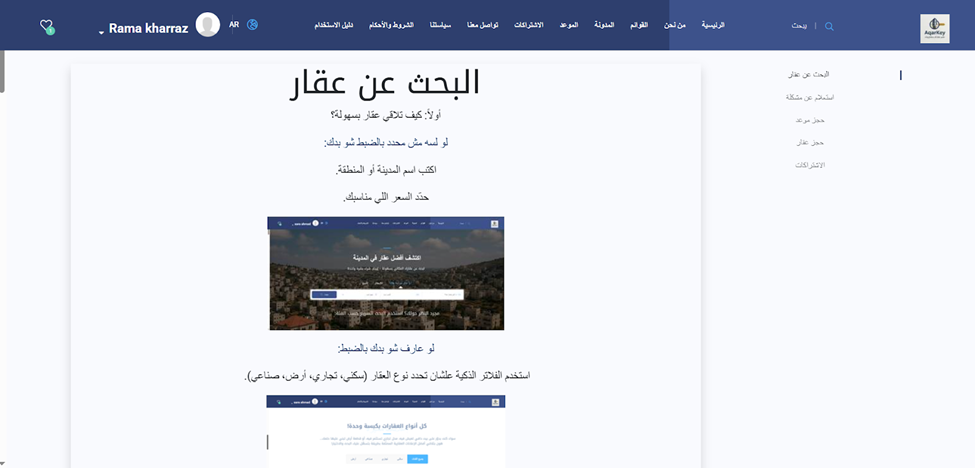 AqarKey
يبحث
الرئيسية
من نحن
القوائم
المدونة
الموعد
الاشتراكات
تواصل معنا
سياستنا
الشروط والأحكام
دليل الاستخدام
AR
Rama kharraz
1
البحث عن عقار
استعلام عن مشكلة
حجز موعد
حجز عقار
الاشتراكات
البحث عن عقار
أولاً: كيف تلاقي عقار بسهولة؟
لو لسه مش محدد بالضبط شو بدك:
اكتب اسم المدينة أو المنطقة.
حدّد السعر اللي مناسبك.
اكتشف أفضل عقار في المدينة
لو عارف شو بدك بالضبط:
استخدم الفلاتر الذكية علشان تحدد نوع العقار (سكني، تجاري، أرض، صناعي).
كل أنواع العقارات بكبسة وحدة!